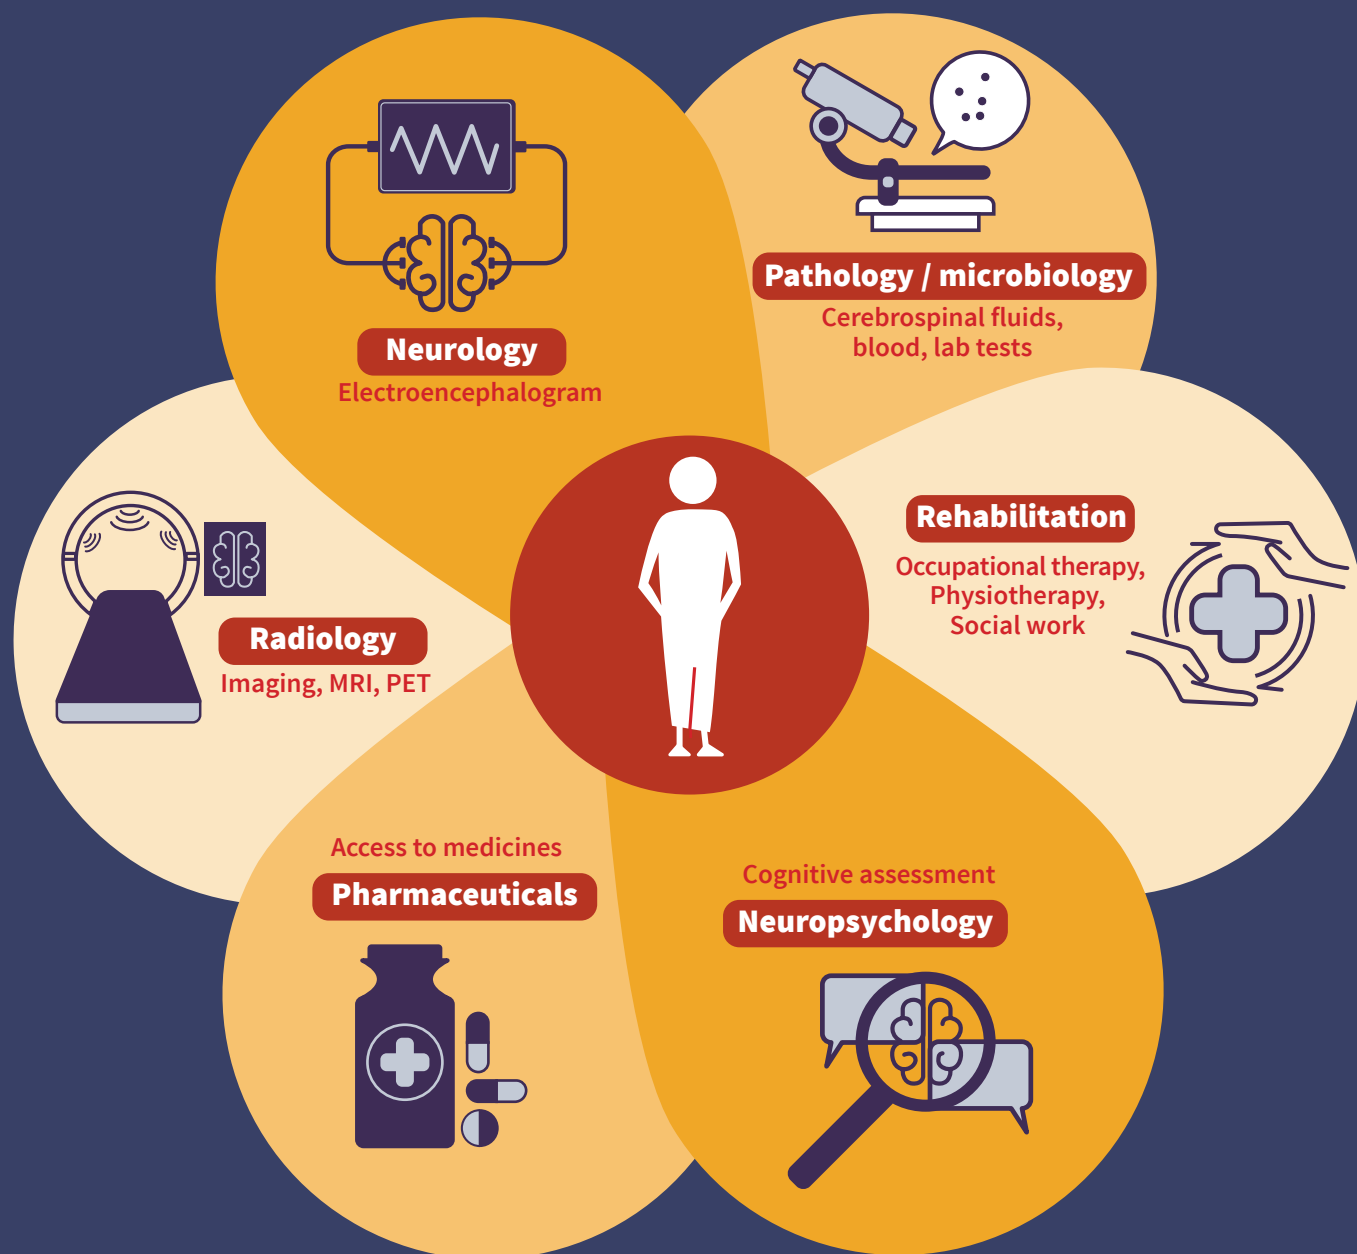 Neurology
Electroencephalogram
Pathology / microbiology
Cerebrospinal fluids,
blood, lab tests
Rehabilitation
Occupational therapy,
Physiotherapy,
Social work
Radiology
Imaging, MRI, PET
Access to medicines
Pharmaceuticals
Cognitive assessment
Neuropsychology